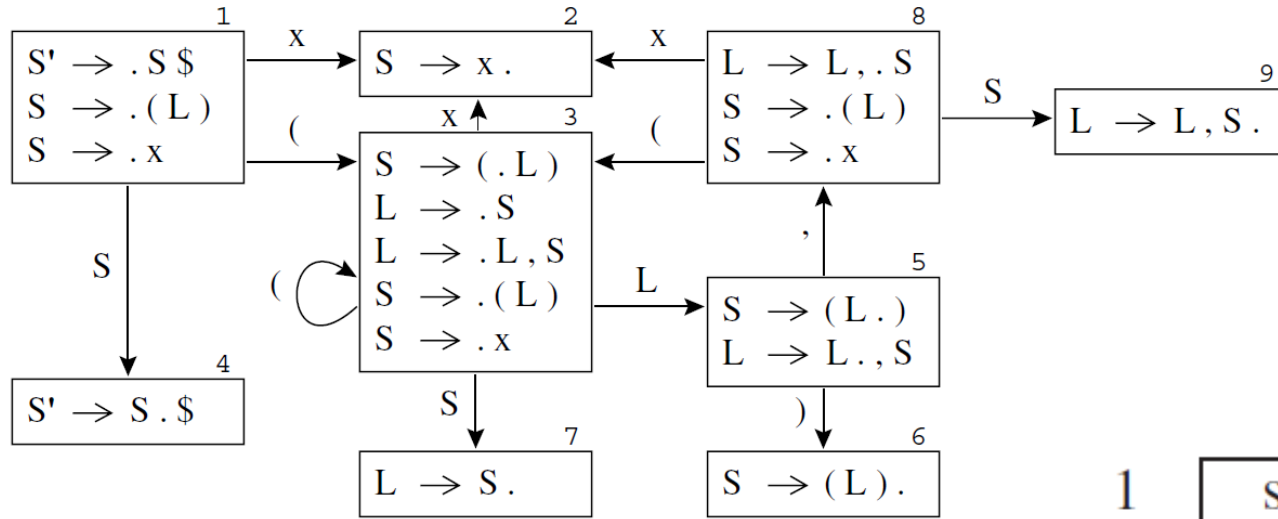 1
S' → . S $
S → . ( L )
S → . x
x
2
S → x .
x
8
L → L , . S
S → . ( L )
S → . x
S
9
L → L , S .
(
x
3
S → ( . L )
L → . S
L → . L , S
S → . ( L )
S → . x
(
S
(
L
,
5
S → ( L . )
L → L . , S
4
S' → S . $
S
7
L → S .
)
6
S → ( L ) .
1
s